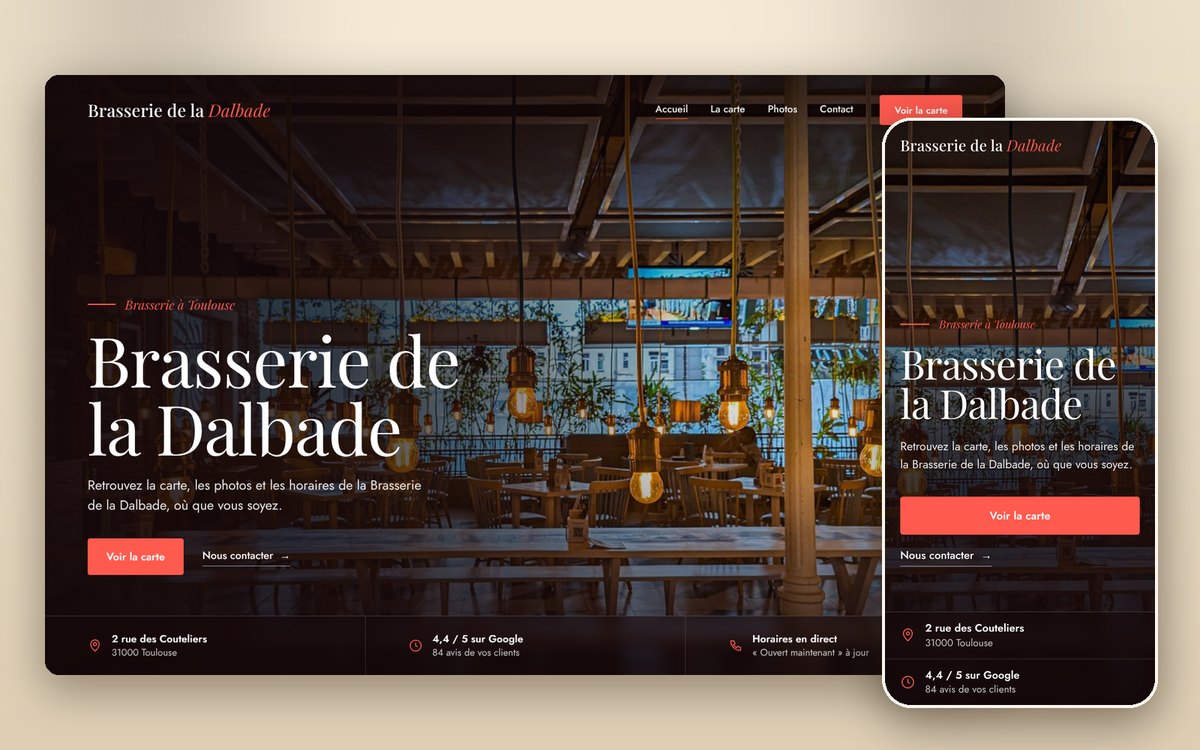 Brasserie de la Dalbade
Accueil
La carte
Photos
Contact
Voir la carte
Brasserie à Toulouse
Brasserie de
la Dalbade
Retrouvez la carte, les photos et les horaires de la Brasserie
de la Dalbade, où que vous soyez.
Voir la carte
Nous contacter →
2 rue des Couteliers
31000 Toulouse
4,4 / 5 sur Google
84 avis de vos clients
Horaires en direct
« Ouvert maintenant » à jour
Brasserie de la Dalbade
Brasserie à Toulouse
Brasserie de
la Dalbade
Retrouvez la carte, les photos et les horaires de
la Brasserie de la Dalbade, où que vous soyez.
Voir la carte
Nous contacter →
2 rue des Couteliers
31000 Toulouse
4,4 / 5 sur Google
84 avis de vos clients